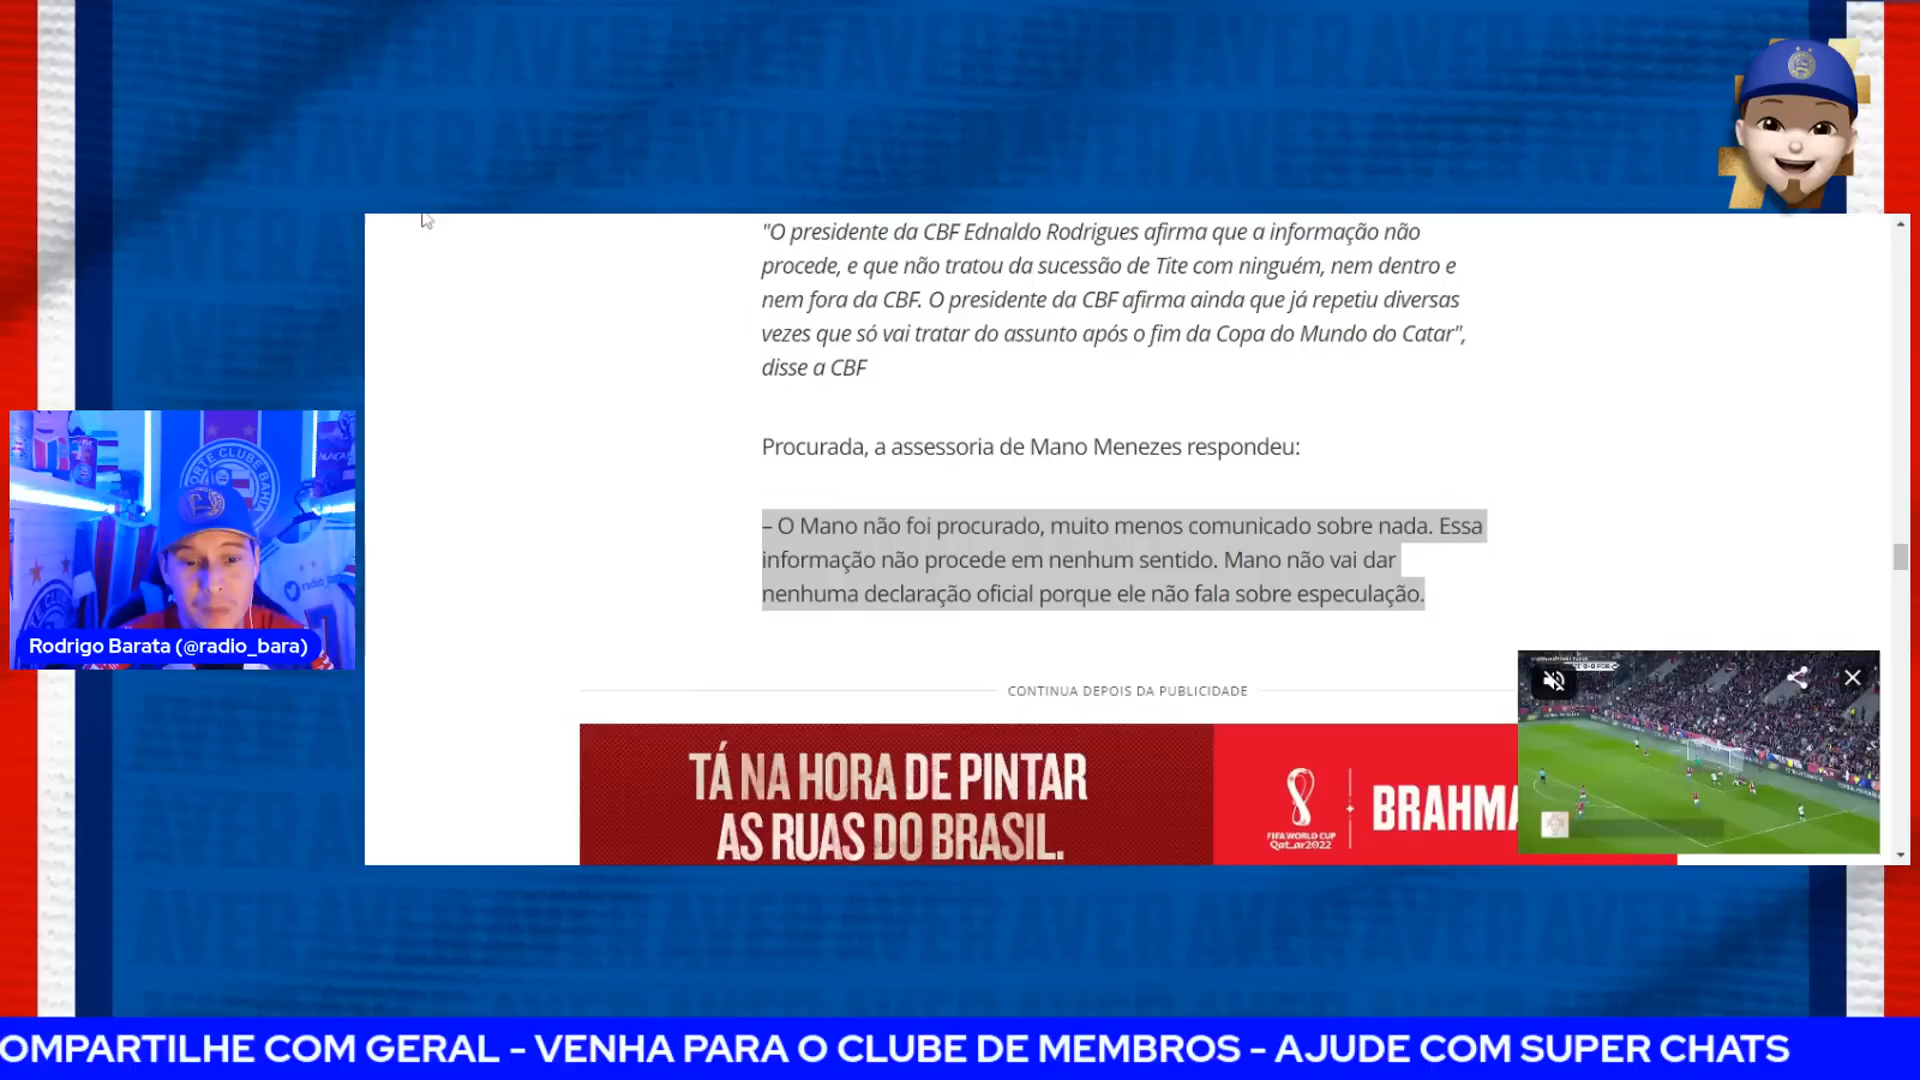 "O presidente da CBF Ednaldo Rodrigues afirma que a informação não
procede, e que não tratou da sucessão de Tite com ninguém, nem dentro e
nem fora da CBF. O presidente da CBF afirma ainda que já repetiu diversas
vezes que só vai tratar do assunto após o fim da Copa do Mundo do Catar",
disse a CBF
Procurada, a assessoria de Mano Menezes respondeu:
– O Mano não foi procurado, muito menos comunicado sobre nada. Essa
informação não procede em nenhum sentido. Mano não vai dar
nenhuma declaração oficial porque ele não fala sobre especulação.
Rodrigo Barata (@radio_bara)
CONTINUA DEPOIS DA PUBLICIDADE
TÁ NA HORA DE PINTAR
AS RUAS DO BRASIL.
FIFA WORLD CUP
Qatar2022
BRAHMA
OMPARTILHE COM GERAL - VENHA PARA O CLUBE DE MEMBROS - AJUDE COM SUPER CHATS